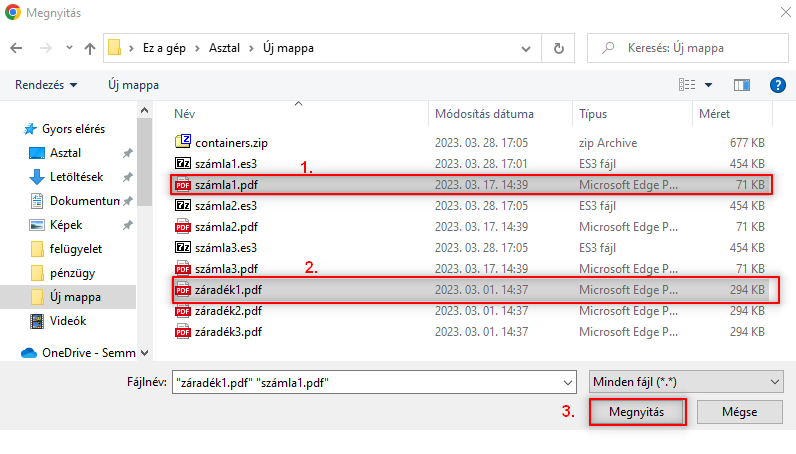 Megnyitás
Ez a gép > Asztal > Új mappa
Keresés: Új mappa
Rendezés
Új mappa
?
Név Módosítás dátuma Típus Méret
Gyors elérés
Asztal
Letöltések
Dokumentum
Képek
felügyelet
pénzügy
Új mappa
Videók
OneDrive - Semm
containers.zip 2023. 03. 28. 17:05 zip Archive 677 KB
számla1.es3 2023. 03. 28. 17:01 ES3 fájl 454 KB
1.
számla1.pdf 2023. 03. 17. 14:39 Microsoft Edge P... 71 KB
számla2.es3 2023. 03. 28. 17:05 ES3 fájl 454 KB
számla2.pdf 2023. 03. 17. 14:39 Microsoft Edge P... 71 KB
számla3.es3 2023. 03. 28. 17:05 ES3 fájl 454 KB
számla3.pdf 2023. 03. 17. 14:39 Microsoft Edge P... 71 KB
2.
záradék1.pdf 2023. 03. 01. 14:37 Microsoft Edge P... 294 KB
záradék2.pdf 2023. 03. 01. 14:37 Microsoft Edge P... 294 KB
záradék3.pdf 2023. 03. 01. 14:37 Microsoft Edge P... 294 KB
Fájlnév: "záradék1.pdf" "számla1.pdf" Minden fájl (*.*)
3. Megnyitás Mégse